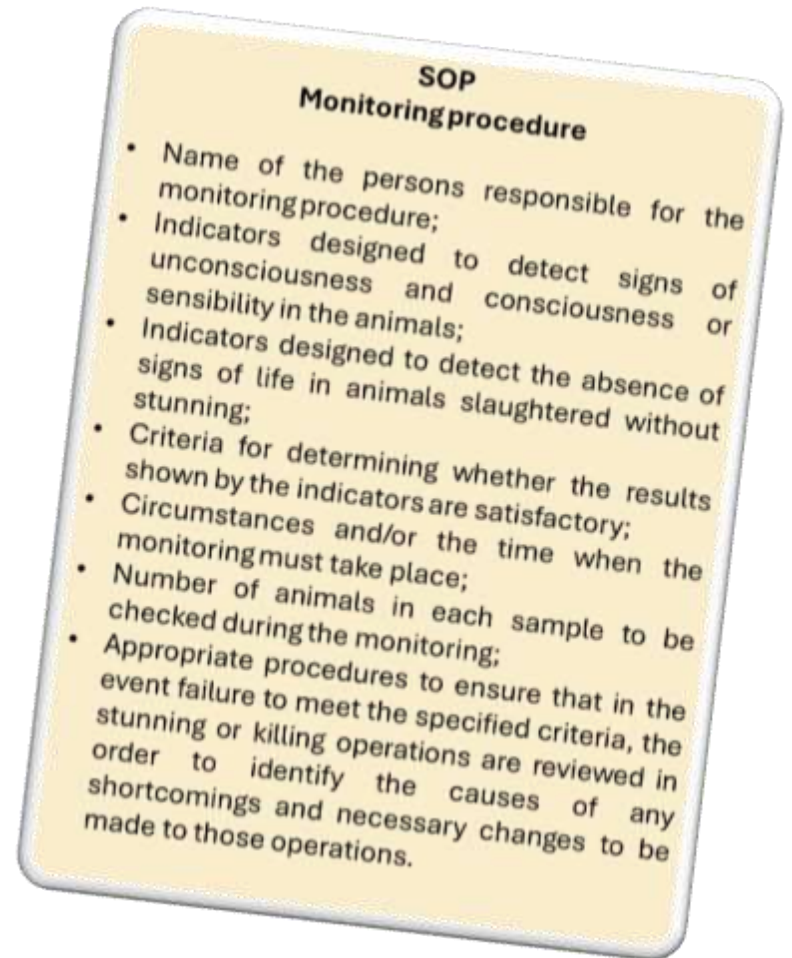 SOP
Monitoring procedure
• Name of the persons responsible for the
monitoring procedure;
• Indicators designed to detect signs of
unconsciousness and consciousness or
sensibility in the animals;
• Indicators designed to detect the absence of
signs of life in animals slaughtered without
stunning;
• Criteria for determining whether the results
shown by the indicators are satisfactory;
• Circumstances and/or the time when the
monitoring must take place;
• Number of animals in each sample to be
checked during the monitoring;
• Appropriate procedures to ensure that in the
event failure to meet the specified criteria, the
stunning or killing operations are reviewed in
order to identify the causes of any
shortcomings and necessary changes to be
made to those operations.